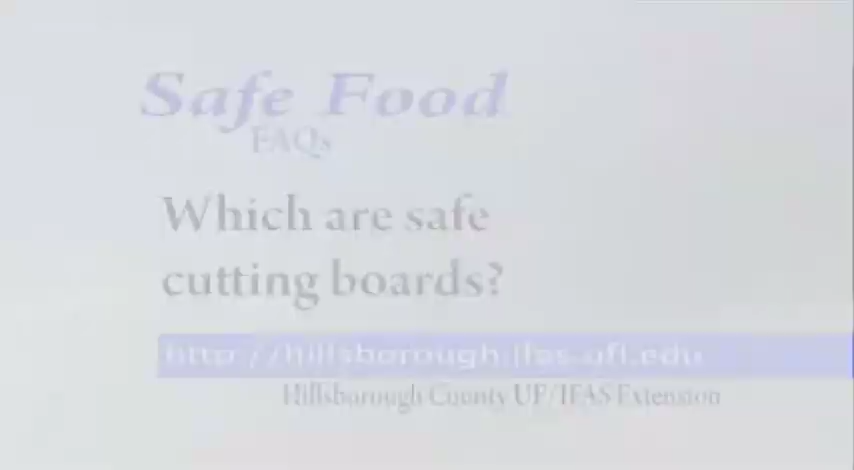 Safe Food
FAQs
Which are safe
cutting boards?
http://hillsborough.ifas.ufl.edu
Hillsborough County UF/IFAS Extension